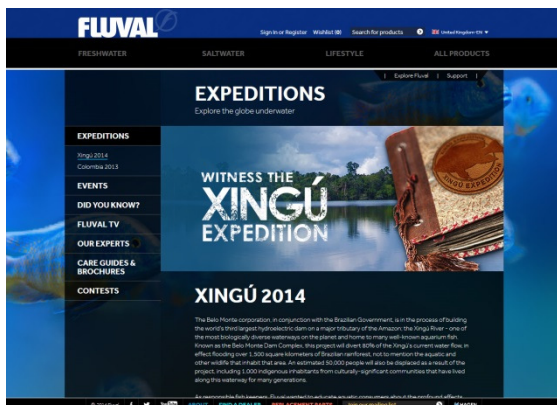 FLUVAL
Sign In or Register Wishlist (0) Search for products United Kingdom-EN
FRESHWATER SALTWATER LIFESTYLE ALL PRODUCTS
| Explore Fluval | Support |
EXPEDITIONS
Explore the globe underwater
EXPEDITIONS
Xingú 2014
Colombia 2013
EVENTS
DID YOU KNOW?
FLUVAL TV
OUR EXPERTS
CARE GUIDES &
BROCHURES
CONTESTS
WITNESS THE
XINGÚ
EXPEDITION
XINGÚ EXPEDITION
XINGÚ 2014
The Belo Monte corporation, in conjunction with the Brazilian Government, is in the process of building
the world's third largest hydroelectric dam on a major tributary of the Amazon: the Xingu River - one of
the most biologically diverse waterways on the planet and home to many well-known aquarium fish.
Known as the Belo Monte Dam Complex, this project will divert 80% of the Xingu's current water flow, in
effect flooding over 1,500 square kilometers of Brazilian rainforest, not to mention the aquatic and
other wildlife that inhabit that area. An estimated 30,000 people will also be displaced as a result of the
project, including 1,000 indigenous inhabitants from culturally-significant communities that have lived
along this waterway for many generations.
As responsible fish keepers, Fluval wanted to educate aquatic consumers about the profound effects
ABOUT FIND A DEALER REPLACEMENT PARTS Join our mailing list HAGEN